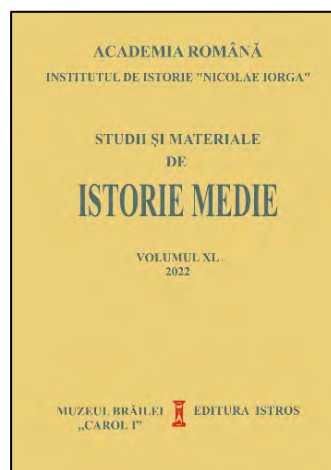 ACADEMIA ROMÂNĂ
INSTITUTUL DE ISTORIE "NICOLAE IORGA"
STUDII ŞI MATERIALE
DE
ISTORIE MEDIE
VOLUMUL XL
2022
MUZEUL BRĂILEI EDITURA ISTROS
„CAROL I”